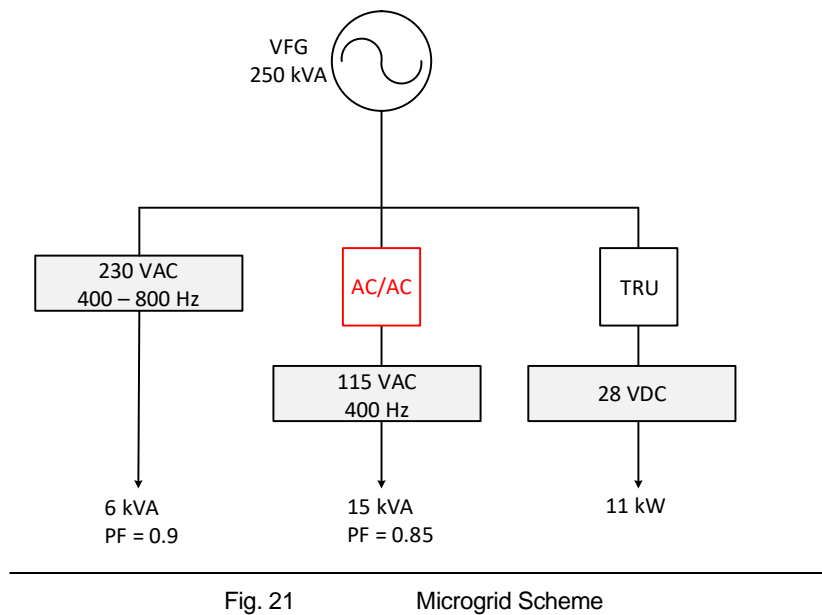 VFG
250 kVA
230 VAC
400 – 800 Hz
AC/AC
TRU
115 VAC
400 Hz
28 VDC
6 kVA
PF = 0.9
15 kVA
PF = 0.85
11 kW
Fig. 21 Microgrid Scheme